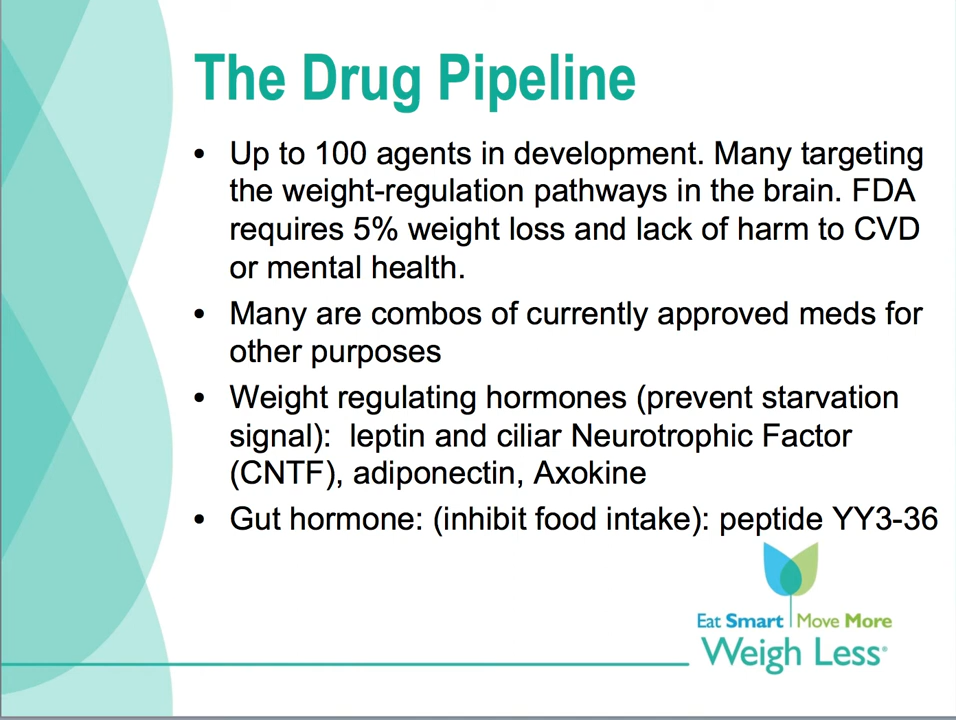 The Drug Pipeline
• Up to 100 agents in development. Many targeting
the weight-regulation pathways in the brain. FDA
requires 5% weight loss and lack of harm to CVD
or mental health.
• Many are combos of currently approved meds for
other purposes
• Weight regulating hormones (prevent starvation
signal):  leptin and ciliar Neurotrophic Factor
(CNTF), adiponectin, Axokine
• Gut hormone: (inhibit food intake): peptide YY3-36
Eat Smart Move More
Weigh Less®